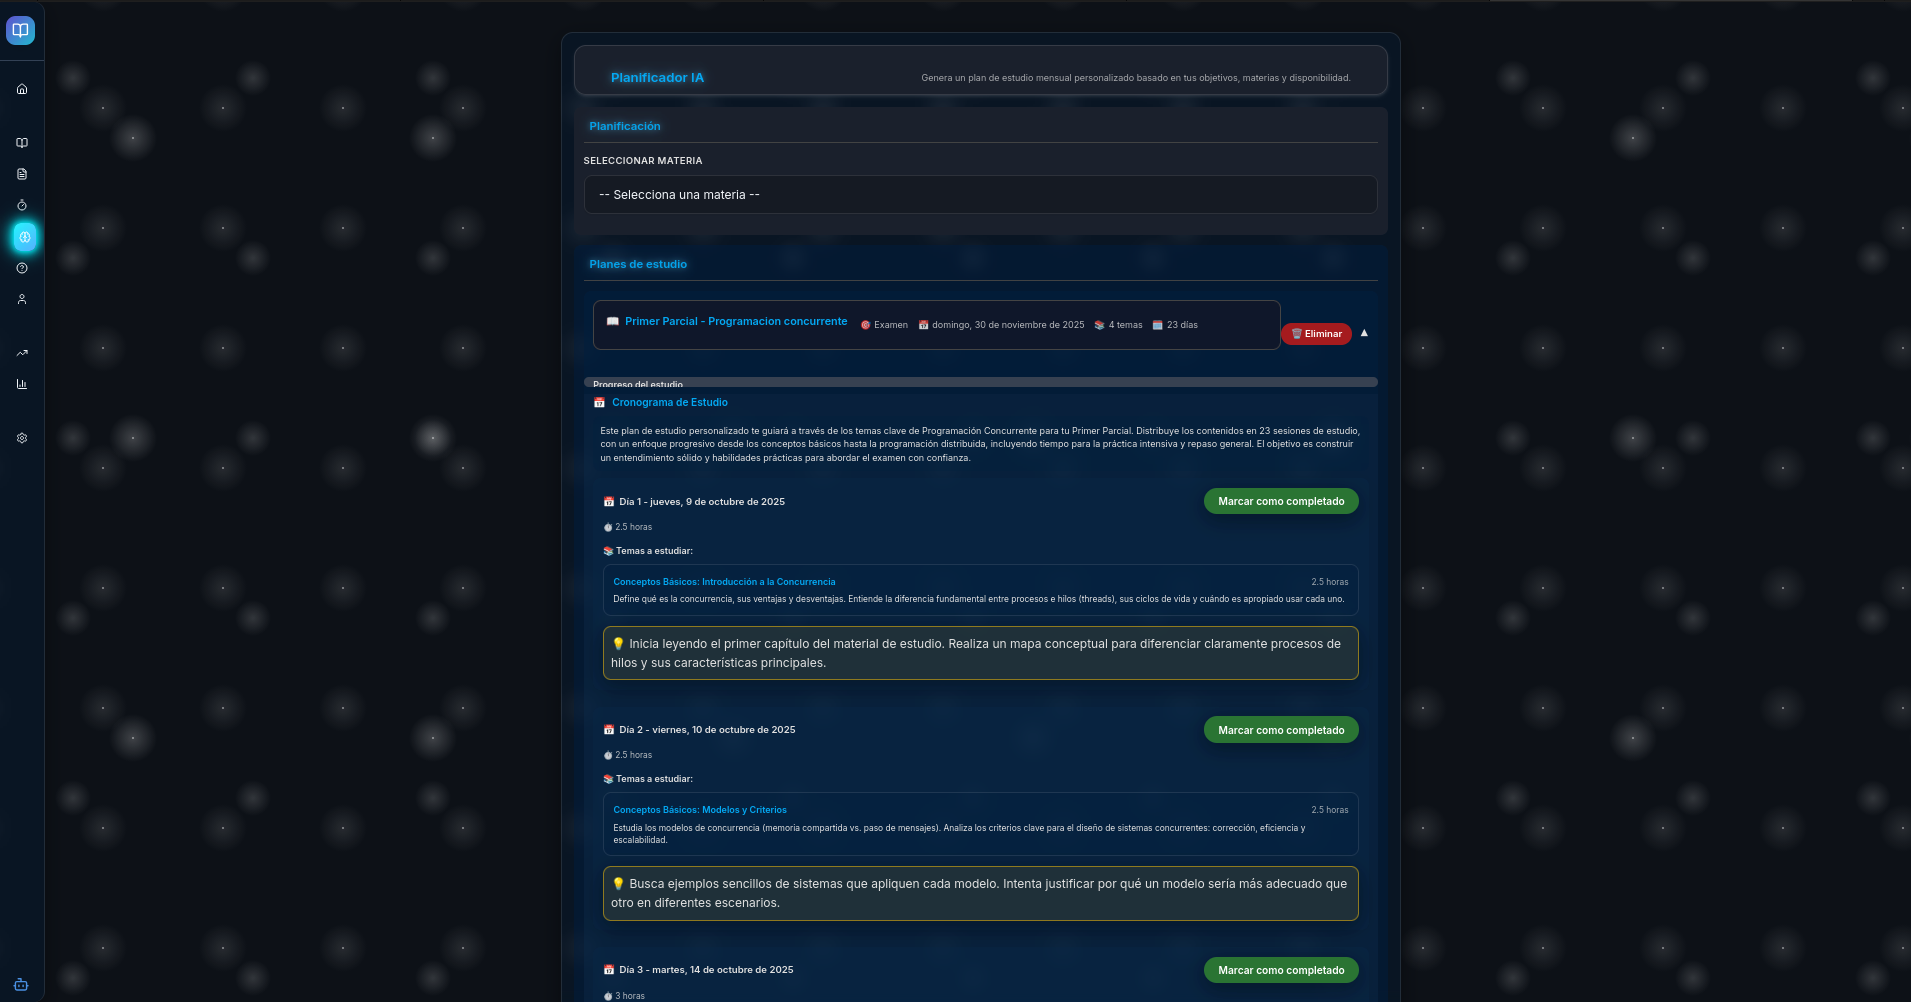 Planificador IA
Genera un plan de estudio mensual personalizado basado en tus objetivos, materias y disponibilidad.
Planificación
SELECCIONAR MATERIA
-- Selecciona una materia --
Planes de estudio
Primer Parcial - Programacion concurrente
Examen
domingo, 30 de noviembre de 2025
4 temas
23 días
Eliminar
Progreso del estudio
Cronograma de Estudio
Este plan de estudio personalizado te guiará a través de los temas clave de Programación Concurrente para tu Primer Parcial. Distribuye los contenidos en 23 sesiones de estudio,
con un enfoque progresivo desde los conceptos básicos hasta la programación distribuida, incluyendo tiempo para la práctica intensiva y repaso general. El objetivo es construir
un entendimiento sólido y habilidades prácticas para abordar el examen con confianza.
Día 1 - jueves, 9 de octubre de 2025
Marcar como completado
2.5 horas
Temas a estudiar:
Conceptos Básicos: Introducción a la Concurrencia
2.5 horas
Define qué es la concurrencia, sus ventajas y desventajas. Entiende la diferencia fundamental entre procesos e hilos (threads), sus ciclos de vida y cuándo es apropiado usar cada uno.
Inicia leyendo el primer capítulo del material de estudio. Realiza un mapa conceptual para diferenciar claramente procesos de
hilos y sus características principales.
Día 2 - viernes, 10 de octubre de 2025
Marcar como completado
2.5 horas
Temas a estudiar:
Conceptos Básicos: Modelos y Criterios
2.5 horas
Estudia los modelos de concurrencia (memoria compartida vs. paso de mensajes). Analiza los criterios clave para el diseño de sistemas concurrentes: corrección, eficiencia y
escalabilidad.
Busca ejemplos sencillos de sistemas que apliquen cada modelo. Intenta justificar por qué un modelo sería más adecuado que
otro en diferentes escenarios.
Día 3 - martes, 14 de octubre de 2025
Marcar como completado
3 horas